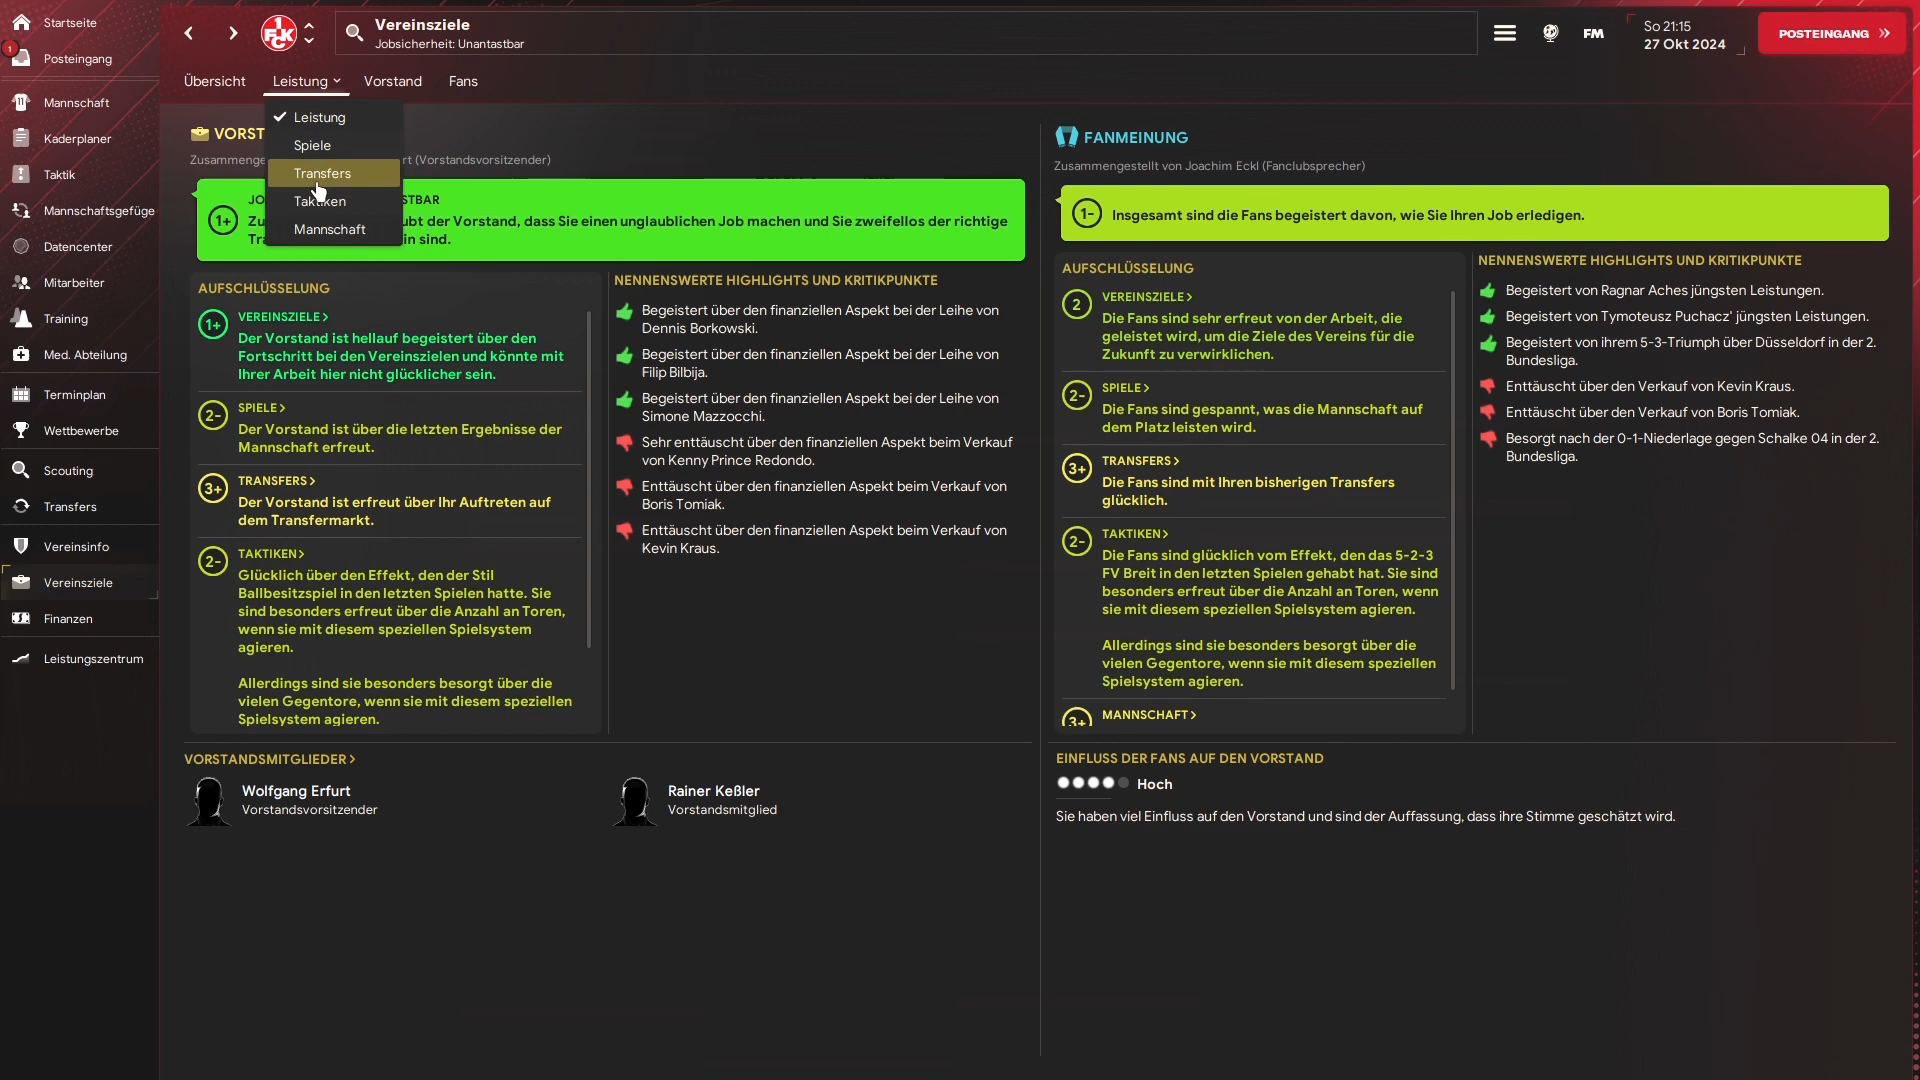 Startseite
1
Posteingang
Mannschaft
Kaderplaner
Taktik
Mannschaftsgefüge
Datencenter
Mitarbeiter
Training
Med. Abteilung
Terminplan
Wettbewerbe
Scouting
Transfers
Vereinsinfo
Vereinsziele
Finanzen
Leistungszentrum
1
FCK
Vereinsziele
Jobsicherheit: Unantastbar
FM
So 21:15
27 Okt 2024
POSTEINGANG
Übersicht
Leistung
Vorstand
Fans
Leistung
Spiele
Transfers
Taktiken
Mannschaft
VORST
Zusammenge rt (Vorstandsvorsitzender)
1+
JO STBAR
Zu ubt der Vorstand, dass Sie einen unglaublichen Job machen und Sie zweifellos der richtige
Tra in sind.
AUFSCHLÜSSELUNG
1+
VEREINSZIELE >
Der Vorstand ist hellauf begeistert über den
Fortschritt bei den Vereinszielen und könnte mit
Ihrer Arbeit hier nicht glücklicher sein.
2-
SPIELE >
Der Vorstand ist über die letzten Ergebnisse der
Mannschaft erfreut.
3+
TRANSFERS >
Der Vorstand ist erfreut über Ihr Auftreten auf
dem Transfermarkt.
2-
TAKTIKEN >
Glücklich über den Effekt, den der Stil
Ballbesitzspiel in den letzten Spielen hatte. Sie
sind besonders erfreut über die Anzahl an Toren,
wenn sie mit diesem speziellen Spielsystem
agieren.
Allerdings sind sie besonders besorgt über die
vielen Gegentore, wenn sie mit diesem speziellen
Spielsystem agieren.
NENNENSWERTE HIGHLIGHTS UND KRITIKPUNKTE
Begeistert über den finanziellen Aspekt bei der Leihe von
Dennis Borkowski.
Begeistert über den finanziellen Aspekt bei der Leihe von
Filip Bilbija.
Begeistert über den finanziellen Aspekt bei der Leihe von
Simone Mazzocchi.
Sehr enttäuscht über den finanziellen Aspekt beim Verkauf
von Kenny Prince Redondo.
Enttäuscht über den finanziellen Aspekt beim Verkauf von
Boris Tomiak.
Enttäuscht über den finanziellen Aspekt beim Verkauf von
Kevin Kraus.
VORSTANDSMITGLIEDER >
Wolfgang Erfurt
Vorstandsvorsitzender
Rainer Keßler
Vorstandsmitglied
FANMEINUNG
Zusammengestellt von Joachim Eckl (Fanclubsprecher)
1-
Insgesamt sind die Fans begeistert davon, wie Sie Ihren Job erledigen.
AUFSCHLÜSSELUNG
2
VEREINSZIELE >
Die Fans sind sehr erfreut von der Arbeit, die
geleistet wird, um die Ziele des Vereins für die
Zukunft zu verwirklichen.
2-
SPIELE >
Die Fans sind gespannt, was die Mannschaft auf
dem Platz leisten wird.
3+
TRANSFERS >
Die Fans sind mit Ihren bisherigen Transfers
glücklich.
2-
TAKTIKEN >
Die Fans sind glücklich vom Effekt, den das 5-2-3
FV Breit in den letzten Spielen gehabt hat. Sie sind
besonders erfreut über die Anzahl an Toren, wenn
sie mit diesem speziellen Spielsystem agieren.
Allerdings sind sie besonders besorgt über die
vielen Gegentore, wenn sie mit diesem speziellen
Spielsystem agieren.
3+
MANNSCHAFT >
NENNENSWERTE HIGHLIGHTS UND KRITIKPUNKTE
Begeistert von Ragnar Aches jüngsten Leistungen.
Begeistert von Tymoteusz Puchacz' jüngsten Leistungen.
Begeistert von ihrem 5-3-Triumph über Düsseldorf in der 2.
Bundesliga.
Enttäuscht über den Verkauf von Kevin Kraus.
Enttäuscht über den Verkauf von Boris Tomiak.
Besorgt nach der 0-1-Niederlage gegen Schalke 04 in der 2.
Bundesliga.
EINFLUSS DER FANS AUF DEN VORSTAND
Hoch
Sie haben viel Einfluss auf den Vorstand und sind der Auffassung, dass ihre Stimme geschätzt wird.